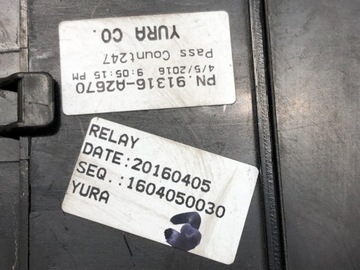 PN.91316-A2670
4/5/2016 9:05:15 PM
Pass Count247
YURA CO.
RELAY
DATE:20160405
SEQ.:1604050030
YURA